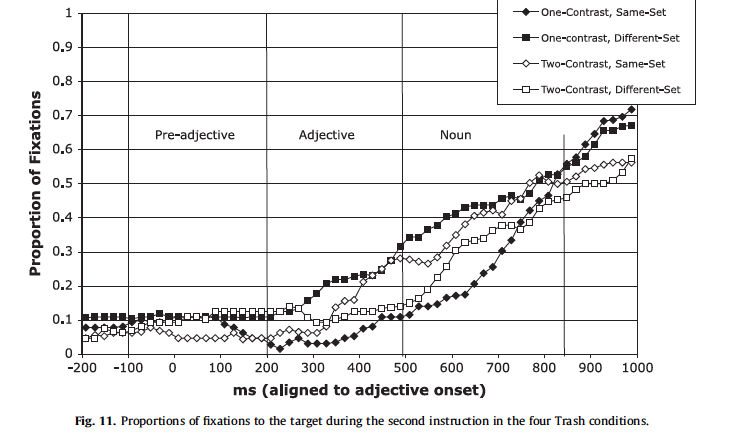 One-Contrast, Same-Set
One-contrast, Different-Set
Two-Contrast, Same-Set
Two-Contrast, Different-Set
1
0,9
0,8
0,7
0,6
0,5
0,4
0,3
0,2
0,1
0
Proportion of Fixations
Pre-adjective Adjective Noun
-200 -100 0 100 200 300 400 500 600 700 800 900 1000
ms (aligned to adjective onset)
Fig. 11. Proportions of fixations to the target during the second instruction in the four Trash conditions.